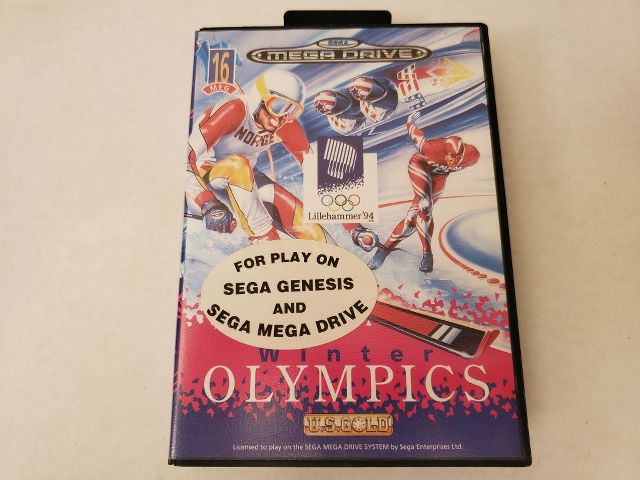 SEGA
MEGA DRIVE
16
MEG
NORGE
Lillehammer '94
FOR PLAY ON
SEGA GENESIS
AND
SEGA MEGA DRIVE
Winter
OLYMPICS
U.S. GOLD
Licensed to play on the SEGA MEGA DRIVE SYSTEM by Sega Enterprises Ltd.